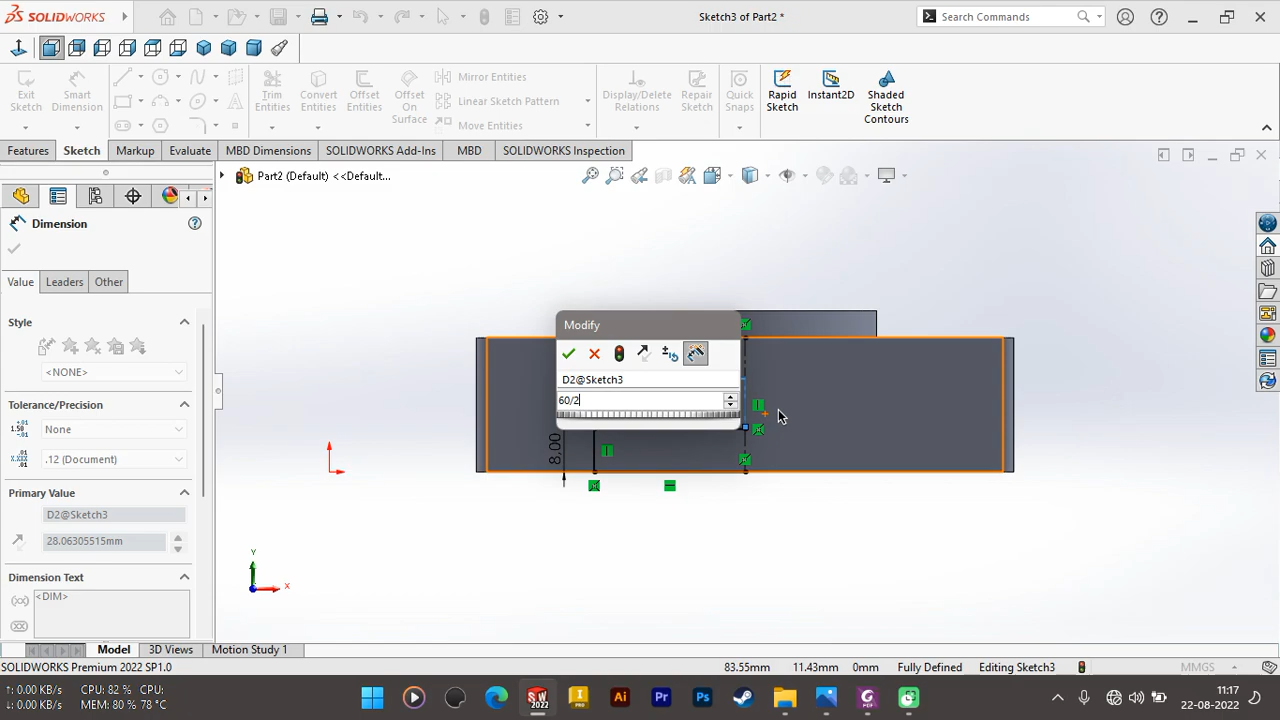 SOLIDWORKS
Sketch3 of Part2 *
Search Commands
Exit Sketch
Smart Dimension
Trim Entities
Convert Entities
Offset Entities
Offset On Surface
Mirror Entities
Linear Sketch Pattern
Move Entities
Display/Delete Relations
Repair Sketch
Quick Snaps
Rapid Sketch
Instant2D
Shaded Sketch Contours
Features
Sketch
Markup
Evaluate
MBD Dimensions
SOLIDWORKS Add-Ins
MBD
SOLIDWORKS Inspection
Part2 (Default) <<Default...
Dimension
Value
Leaders
Other
Style
<NONE>
Tolerance/Precision
None
.12 (Document)
Primary Value
D2@Sketch3
28.06305515mm
Dimension Text
<DIM>
Modify
D2@Sketch3
60/2
8,00
Y
X
Model
3D Views
Motion Study 1
SOLIDWORKS Premium 2022 SP1.0
83.55mm
11.43mm
0mm
Fully Defined
Editing Sketch3
MMGS
↑: 0.00 KB/s
↓: 0.00 KB/s
CPU: 82 %
CPU:
MEM: 83 %
78 °C
11:17
22-08-2022